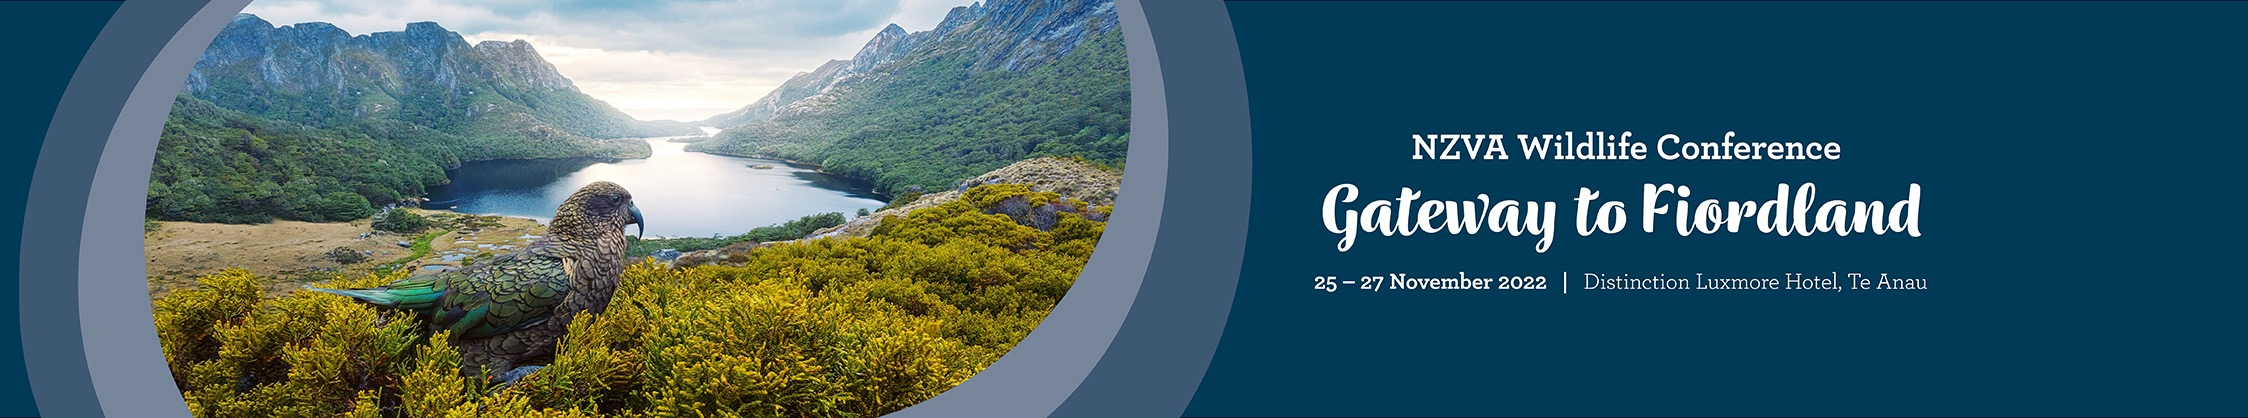 NZVA Wildlife Conference
Gateway to Fiordland
25 – 27 November 2022 | Distinction Luxmore Hotel, Te Anau